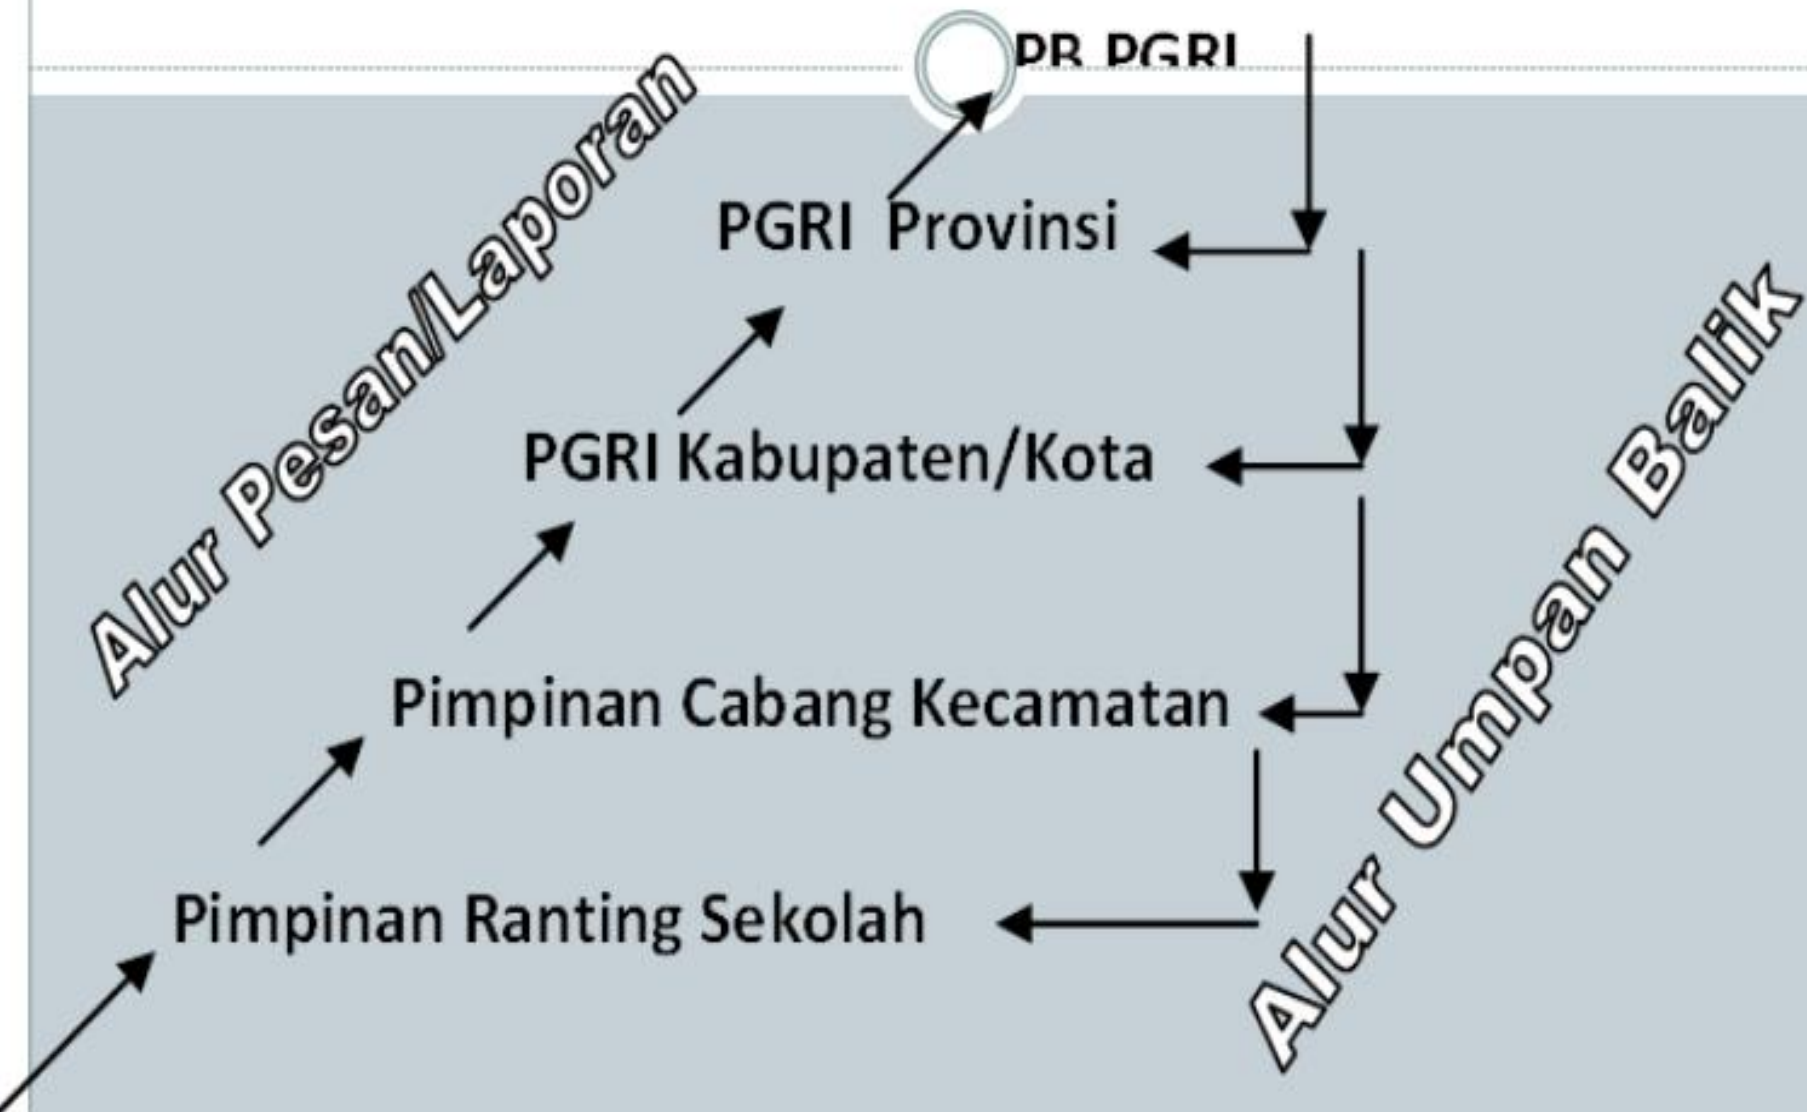 PB PGRI
Alur Pesan/Laporan
PGRI Provinsi
PGRI Kabupaten/Kota
Pimpinan Cabang Kecamatan
Pimpinan Ranting Sekolah
Alur Umpan Balik